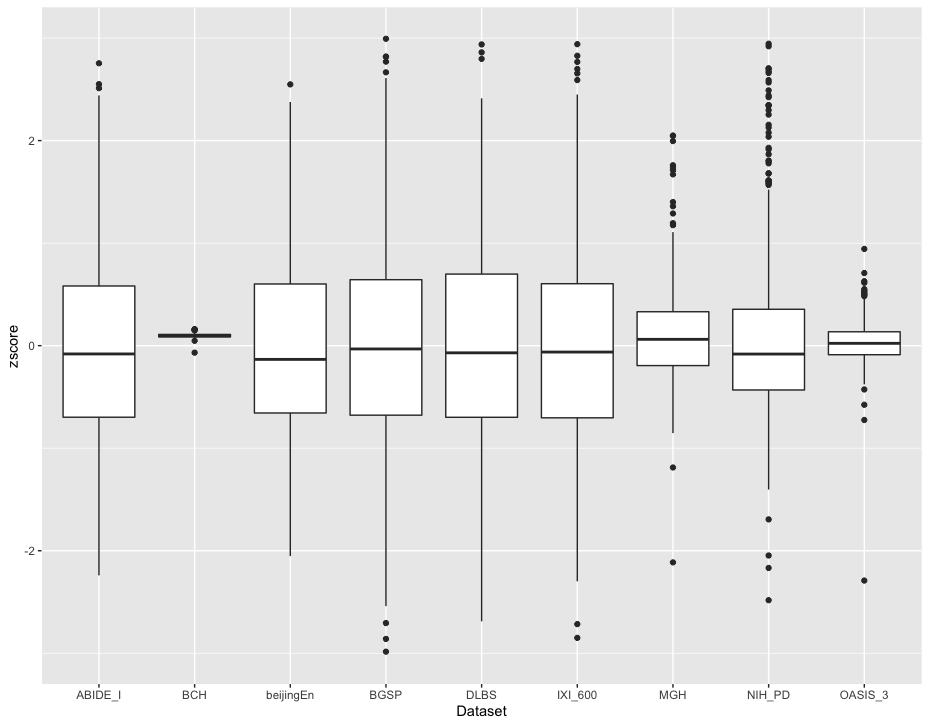 zscore
2
0
-2
ABIDE_I BCH beijingEn BGSP DLBS IXI_600 MGH NIH_PD OASIS_3
Dataset